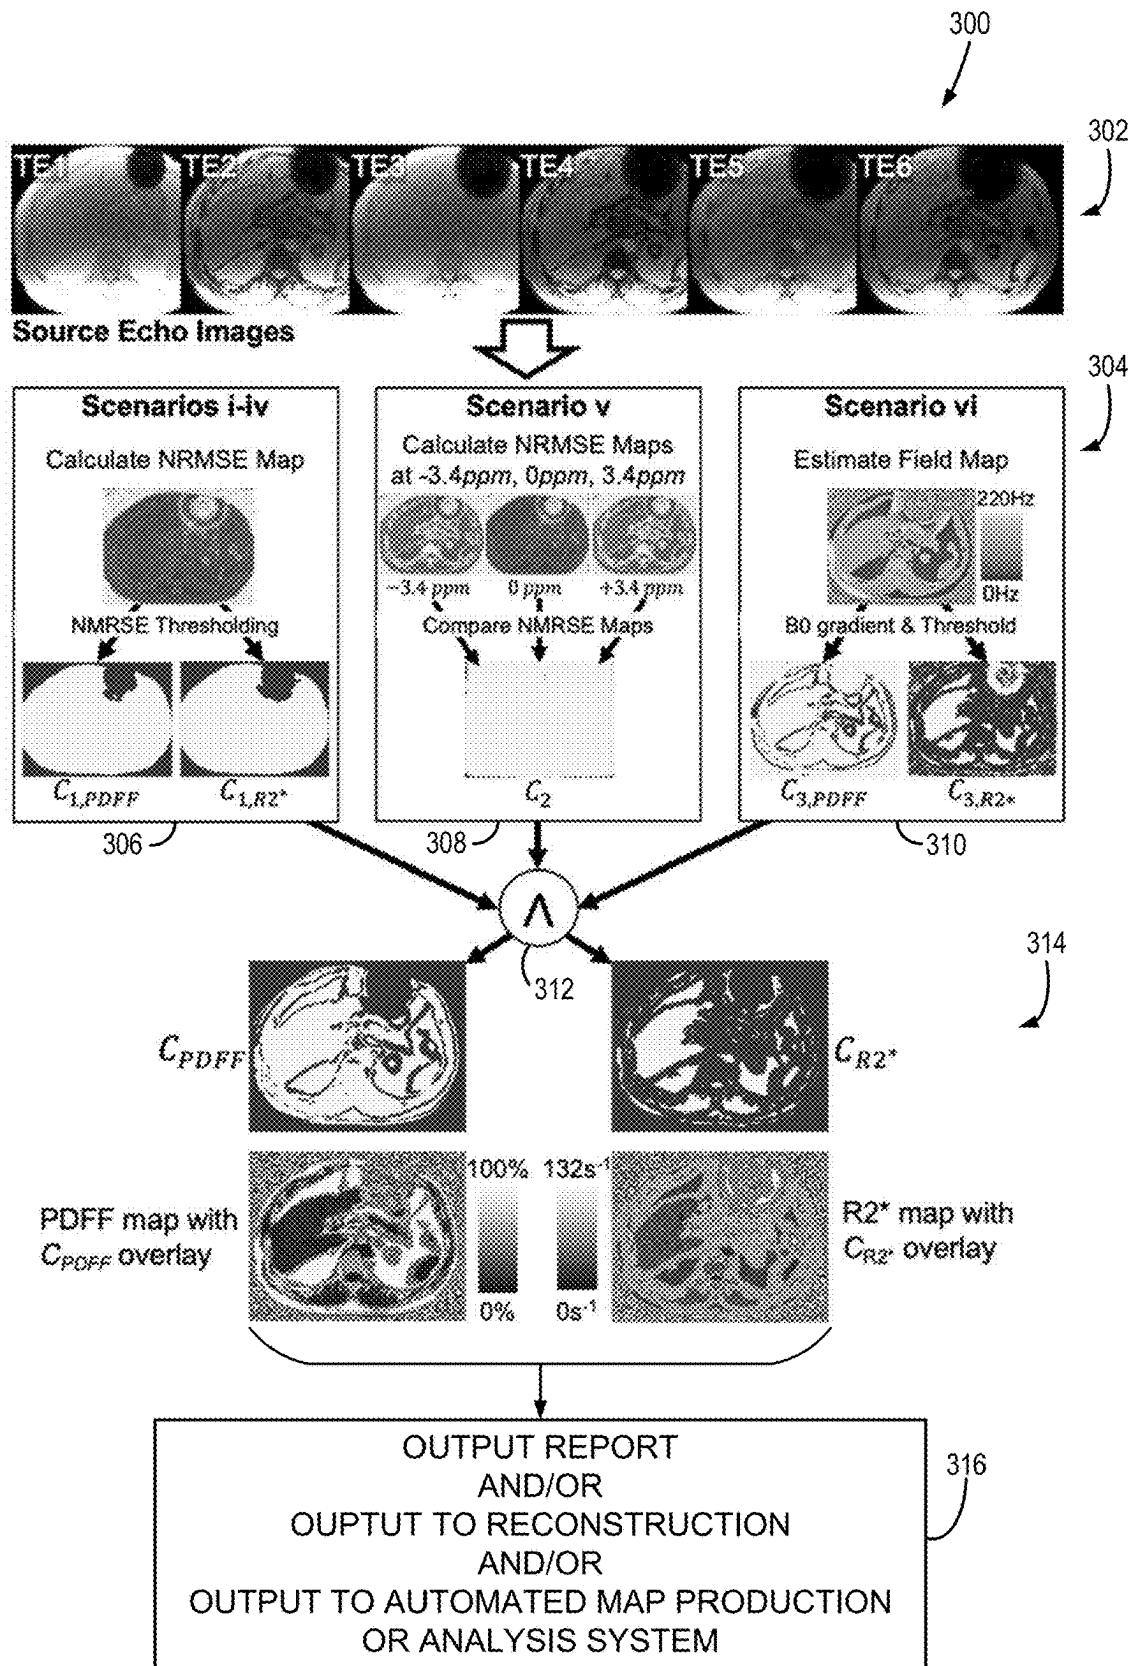 300
302
TE1 TE2 TE3 TE4 TE5 TE6
Source Echo Images
304
Scenarios i-iv
Calculate NRMSE Map
NMRSE Thresholding
C1,PDFF C1,R2*
306
Scenario v
Calculate NRMSE Maps
at -3.4ppm, 0ppm, 3.4ppm
−3.4 ppm 0 ppm +3.4 ppm
Compare NMRSE Maps
C2
308
Scenario vi
Estimate Field Map
220Hz
0Hz
B0 gradient & Threshold
C3,PDFF C3,R2*
310
∧
312
314
CPDFF
CR2*
PDFF map with
CPDFF overlay
100%
0%
132s-1
0s-1
R2* map with
CR2* overlay
OUTPUT REPORT
AND/OR
OUPTUT TO RECONSTRUCTION
AND/OR
OUTPUT TO AUTOMATED MAP PRODUCTION
OR ANALYSIS SYSTEM
316